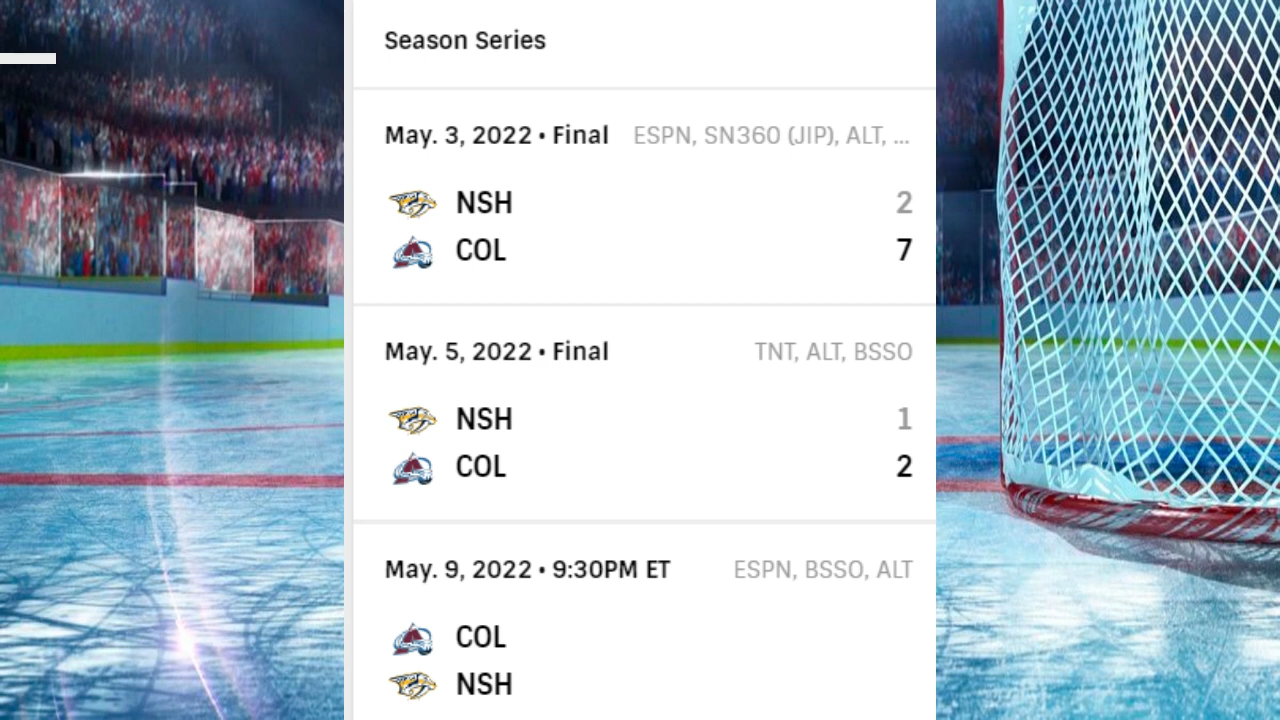 Season Series
May. 3, 2022 • Final ESPN, SN360 (JIP), ALT, ...
NSH 2
COL 7
May. 5, 2022 • Final TNT, ALT, BSSO
NSH 1
COL 2
May. 9, 2022 • 9:30PM ET ESPN, BSSO, ALT
COL
NSH